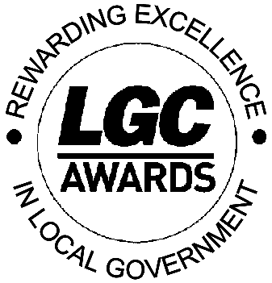 REWARDING EXCELLENCE
LGC
AWARDS
IN LOCAL GOVERNMENT